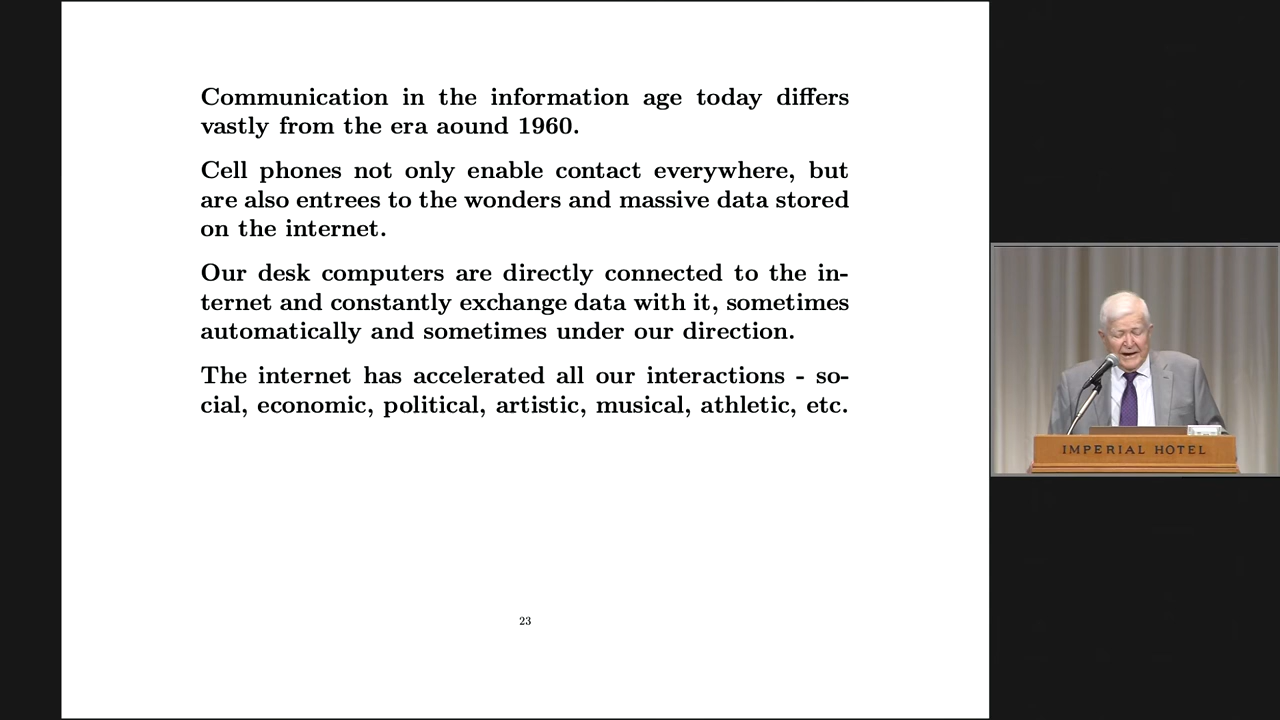 Communication in the information age today differs
vastly from the era aound 1960.
Cell phones not only enable contact everywhere, but
are also entrees to the wonders and massive data stored
on the internet.
Our desk computers are directly connected to the in-
ternet and constantly exchange data with it, sometimes
automatically and sometimes under our direction.
The internet has accelerated all our interactions - so-
cial, economic, political, artistic, musical, athletic, etc.
23
IMPERIAL HOTEL